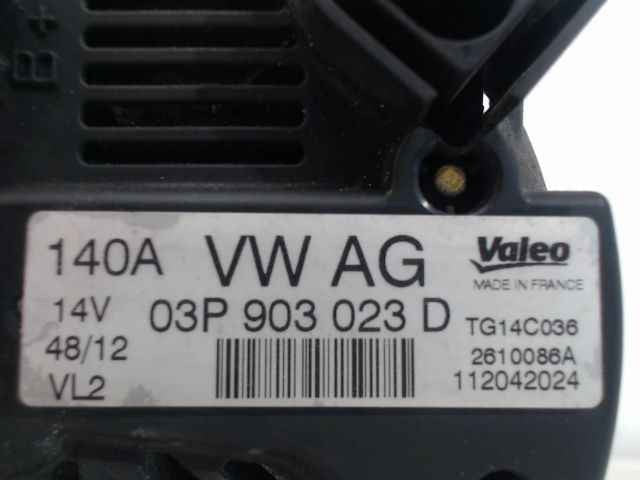 B+
140A VW AG Valeo
MADE IN FRANCE
14V 03P 903 023 D TG14C036
48/12 2610086A
VL2 112042024